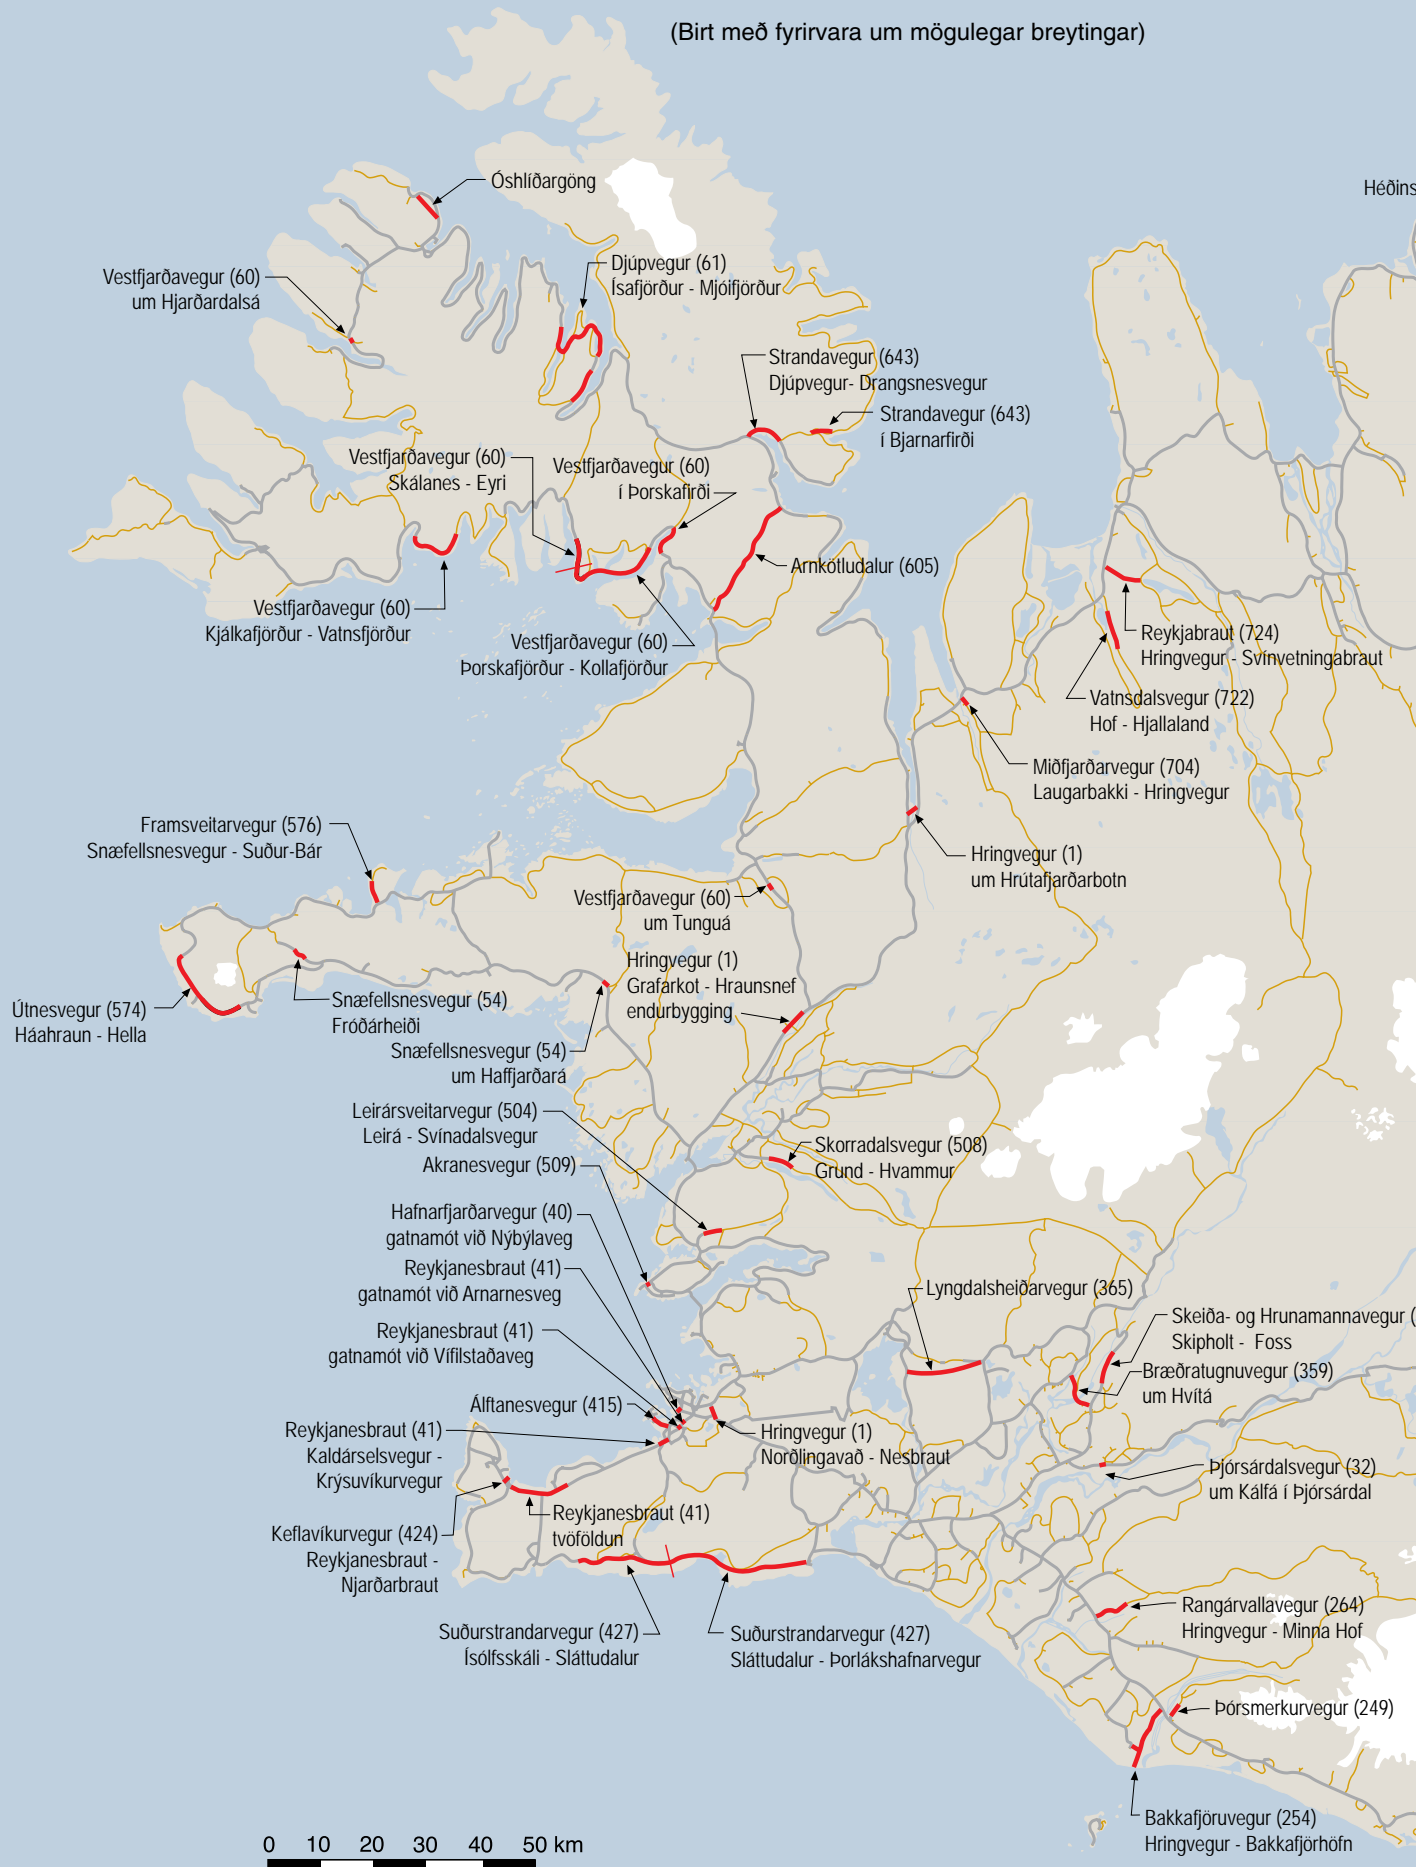 (Birt með fyrirvara um mögulegar breytingar)
Óshlíðargöng
Héðins
Vestfjarðavegur (60)
um Hjarðardalsá
Djúpvegur (61)
Ísafjörður - Mjóifjörður
Strandavegur (643)
Djúpvegur- Drangsnesvegur
Strandavegur (643)
í Bjarnarfirði
Vestfjarðavegur (60)
Skálanes - Eyri
Vestfjarðavegur (60)
í Þorskafirði
Arnkötludalur (605)
Vestfjarðavegur (60)
Kjálkafjörður - Vatnsfjörður
Vestfjarðavegur (60)
Þorskafjörður - Kollafjörður
Reykjabraut (724)
Hringvegur - Svínvetningabraut
Vatnsdalsvegur (722)
Hof - Hjallaland
Miðfjarðarvegur (704)
Laugarbakki - Hringvegur
Framsveitarvegur (576)
Snæfellsnesvegur - Suður-Bár
Hringvegur (1)
um Hrútafjarðarbotn
Vestfjarðavegur (60)
um Tunguá
Hringvegur (1)
Grafarkot - Hraunsnef
endurbygging
Útnesvegur (574)
Háahraun - Hella
Snæfellsnesvegur (54)
Fróðárheiði
Snæfellsnesvegur (54)
um Haffjarðará
Leirársveitarvegur (504)
Leirá - Svínadalsvegur
Skorradalsvegur (508)
Grund - Hvammur
Akranesvegur (509)
Hafnarfjarðarvegur (40)
gatnamót við Nýbýlaveg
Reykjanesbraut (41)
gatnamót við Arnarnesveg
Lyngdalsheiðarvegur (365)
Skeiða- og Hrunamannavegur (
Skipholt - Foss
Reykjanesbraut (41)
gatnamót við Vífilstaðaveg
Bræðratugnuvegur (359)
um Hvítá
Álftanesvegur (415)
Reykjanesbraut (41)
Kaldárselsvegur -
Krýsuvíkurvegur
Hringvegur (1)
Norðlingavað - Nesbraut
Þjórsárdalsvegur (32)
um Kálfá í Þjórsárdal
Reykjanesbraut (41)
tvöföldun
Keflavíkurvegur (424)
Reykjanesbraut -
Njarðarbraut
Suðurstrandarvegur (427)
Ísólfsskáli - Sláttudalur
Suðurstrandarvegur (427)
Sláttudalur - Þorlákshafnarvegur
Rangárvallavegur (264)
Hringvegur - Minna Hof
Þórsmerkurvegur (249)
Bakkafjöruvegur (254)
Hringvegur - Bakkafjörhöfn
0 10 20 30 40 50 km